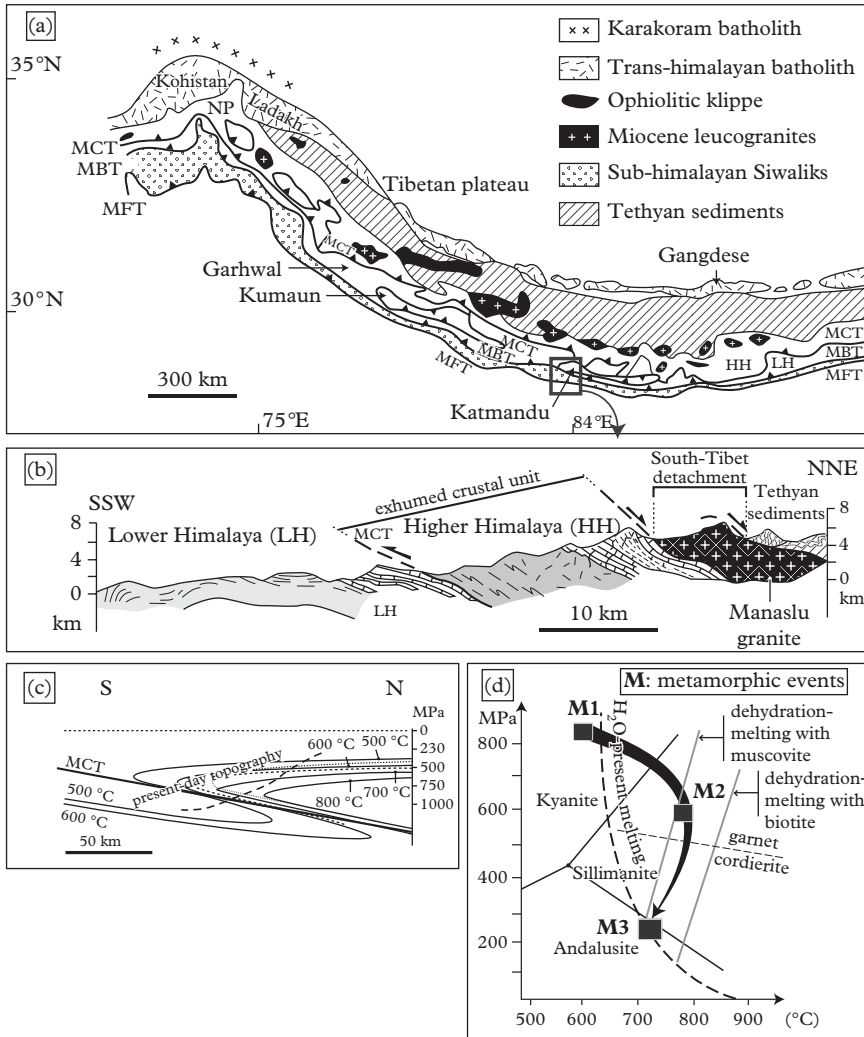 (a)
35°N
30°N
Kohistan
NP
Ladakh
MCT
MBT
MFT
Tibetan plateau
Karakoram batholith
Trans-himalayan batholith
Ophiolitic klippe
Miocene leucogranites
Sub-himalayan Siwaliks
Tethyan sediments
Gangdese
MCT
Garhwal
Kumaun
MCT
MBT
MFT
HH
LH
MCT
MBT
MFT
300 km
Katmandu
75°E
84°E
(b)
SSW
NNE
South-Tibet
detachment
exhumed crustal unit
Tethyan
sediments
Lower Himalaya (LH)
MCT
Higher Himalaya (HH)
8
4
2
0
km
8
4
2
0
km
LH
10 km
Manaslu
granite
(c)
S
N
MPa
0
230
500
750
1000
MCT
600 °C
500 °C
present-day topography
500 °C
600 °C
800 °C
700 °C
50 km
(d)
M: metamorphic events
MPa
M1
H₂O-present melting
dehydration-
melting with
muscovite
800
M2
dehydration-
melting with
biotite
Kyanite
600
garnet
cordierite
Sillimanite
400
M3
Andalusite
200
500
600
700
800
900
(°C)